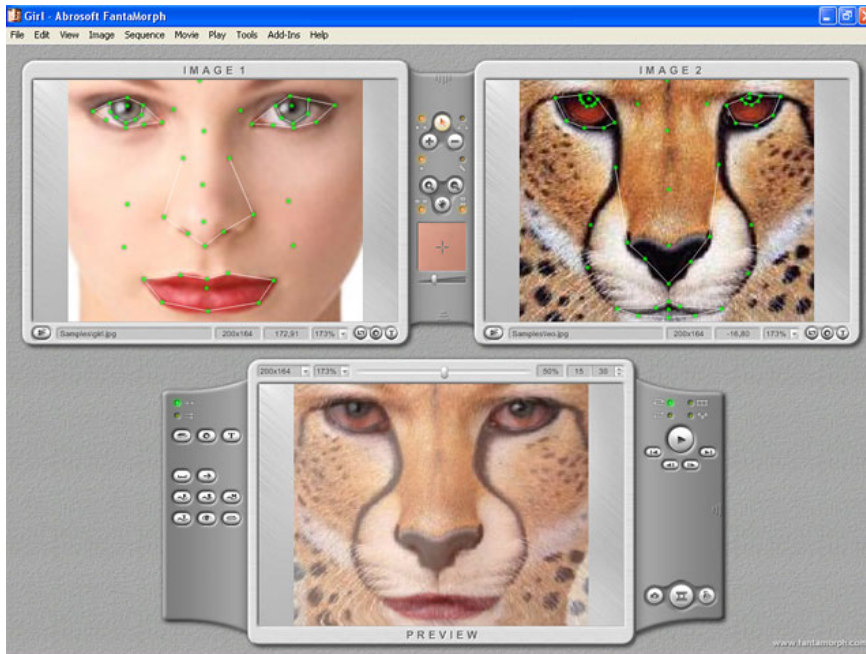 Girl - Abrosoft FantaMorph
File Edit View Image Sequence Movie Play Tools Add-Ins Help
IMAGE 1
IMAGE 2
Samples\girl.jpg 200x164 172,91 173% T
Samples\leo.jpg 200x164 -16,80 173% T
200x164 173% 50% 15 30
T
PREVIEW
www.fantamorph.com